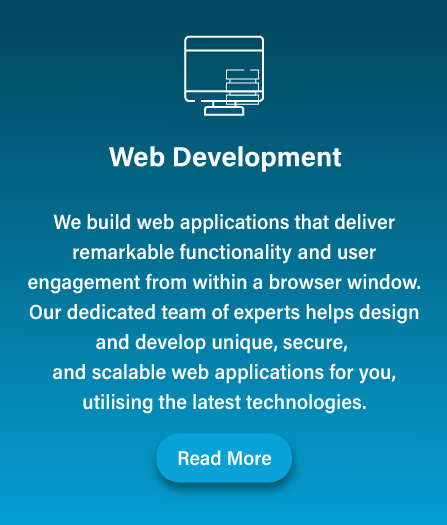 Web Development
We build web applications that deliver
remarkable functionality and user
engagement from within a browser window.
Our dedicated team of experts helps design
and develop unique, secure,
and scalable web applications for you,
utilising the latest technologies.
Read More